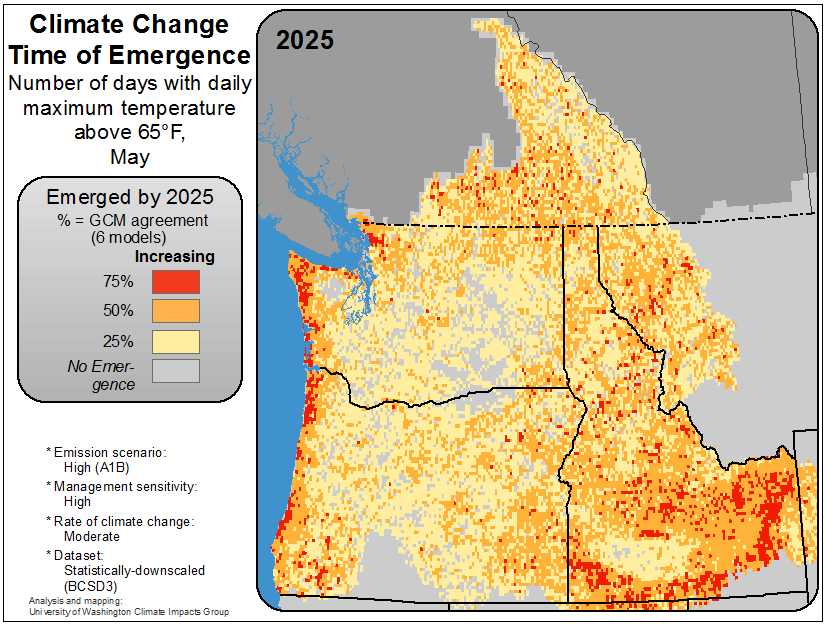 Climate Change
Time of Emergence
Number of days with daily
maximum temperature
above 65°F,
May
Emerged by 2025
% = GCM agreement
(6 models)
Increasing
75%
50%
25%
No Emer-
gence
* Emission scenario:
High (A1B)
* Management sensitivity:
High
* Rate of climate change:
Moderate
* Dataset:
Statistically-downscaled
(BCSD3)
Analysis and mapping:
University of Washington Climate Impacts Group
2025